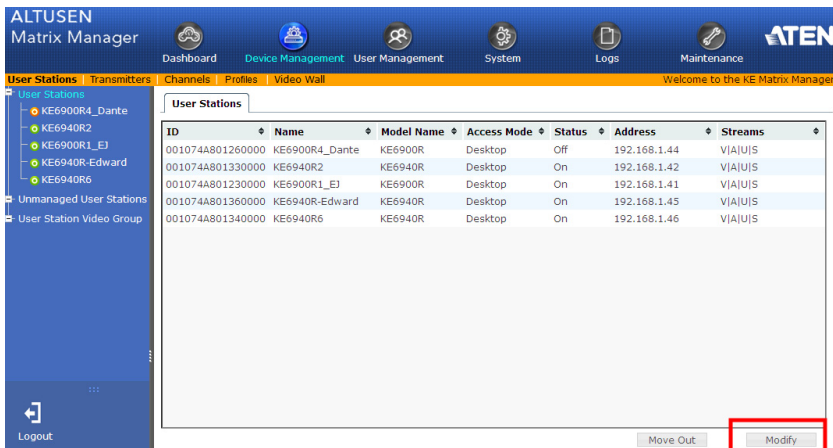 ALTUSEN
Matrix Manager
Dashboard
Device Management
User Management
System
Logs
Maintenance
ATEN
User Stations | Transmitters | Channels | Profiles | Video Wall
Welcome to the KE Matrix Manager
User Stations
KE6900R4_Dante
KE6940R2
KE6900R1_EJ
KE6940R-Edward
KE6940R6
Unmanaged User Stations
User Station Video Group
Logout
User Stations
ID Name Model Name Access Mode Status Address Streams
001074A801260000 KE6900R4_Dante KE6900R Desktop Off 192.168.1.44 V|A|U|S
001074A801330000 KE6940R2 KE6940R Desktop On 192.168.1.42 V|A|U|S
001074A801230000 KE6900R1_EJ KE6900R Desktop On 192.168.1.41 V|A|U|S
001074A801360000 KE6940R-Edward KE6940R Desktop On 192.168.1.45 V|A|U|S
001074A801340000 KE6940R6 KE6940R Desktop On 192.168.1.46 V|A|U|S
Move Out
Modify